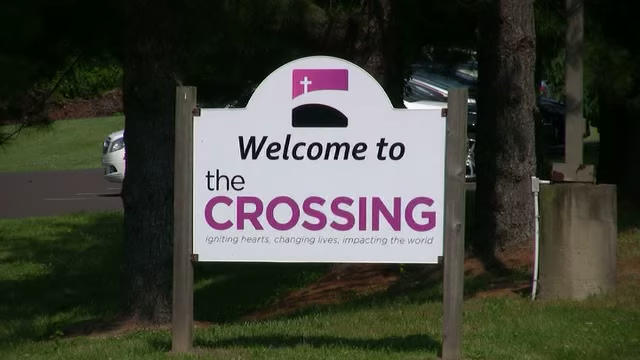 Welcome to
the
CROSSING
igniting hearts, changing lives, impacting the world